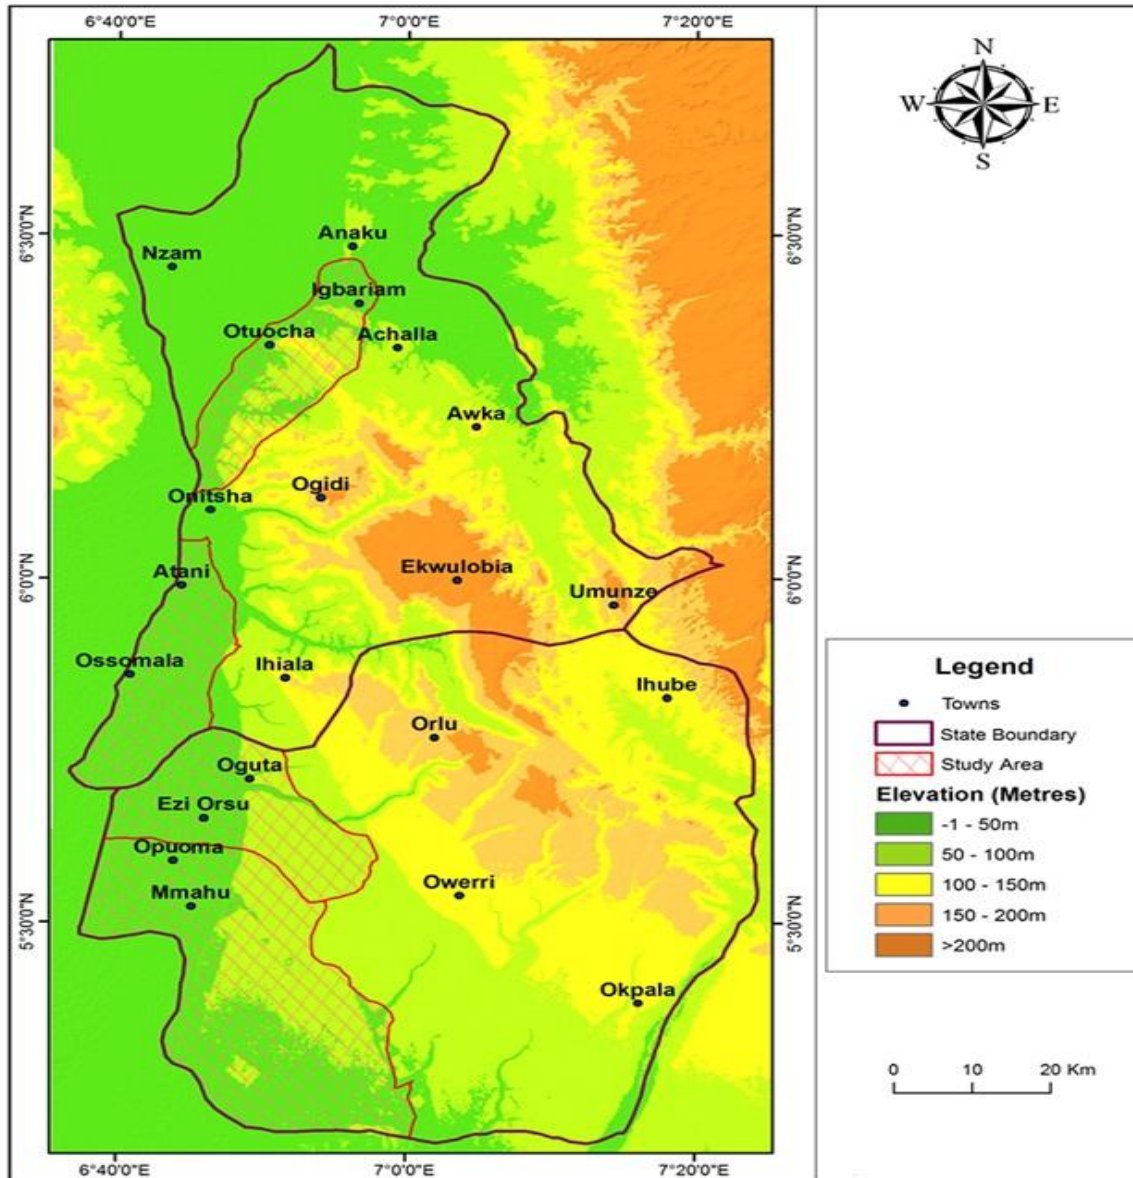 6°40'0"E 7°0'0"E 7°20'0"E
N
W E
S
6°30'0"N 6°30'0"N
Anaku
Nzam
Igbariam
Otuocha Achalla
Awka
Ogidi
Onitsha
Ekwulobia
Atani
6°0'0"N 6°0'0"N
Umunze
Ossomala Ihiala
Ihube
Orlu
Oguta
Ezi Orsu
Opuoma
Mmahu Owerri
5°30'0"N 5°30'0"N
Okpala
Legend
Towns
State Boundary
Study Area
Elevation (Metres)
-1 - 50m
50 - 100m
100 - 150m
150 - 200m
>200m
0 10 20 Km
6°40'0"E 7°0'0"E 7°20'0"E